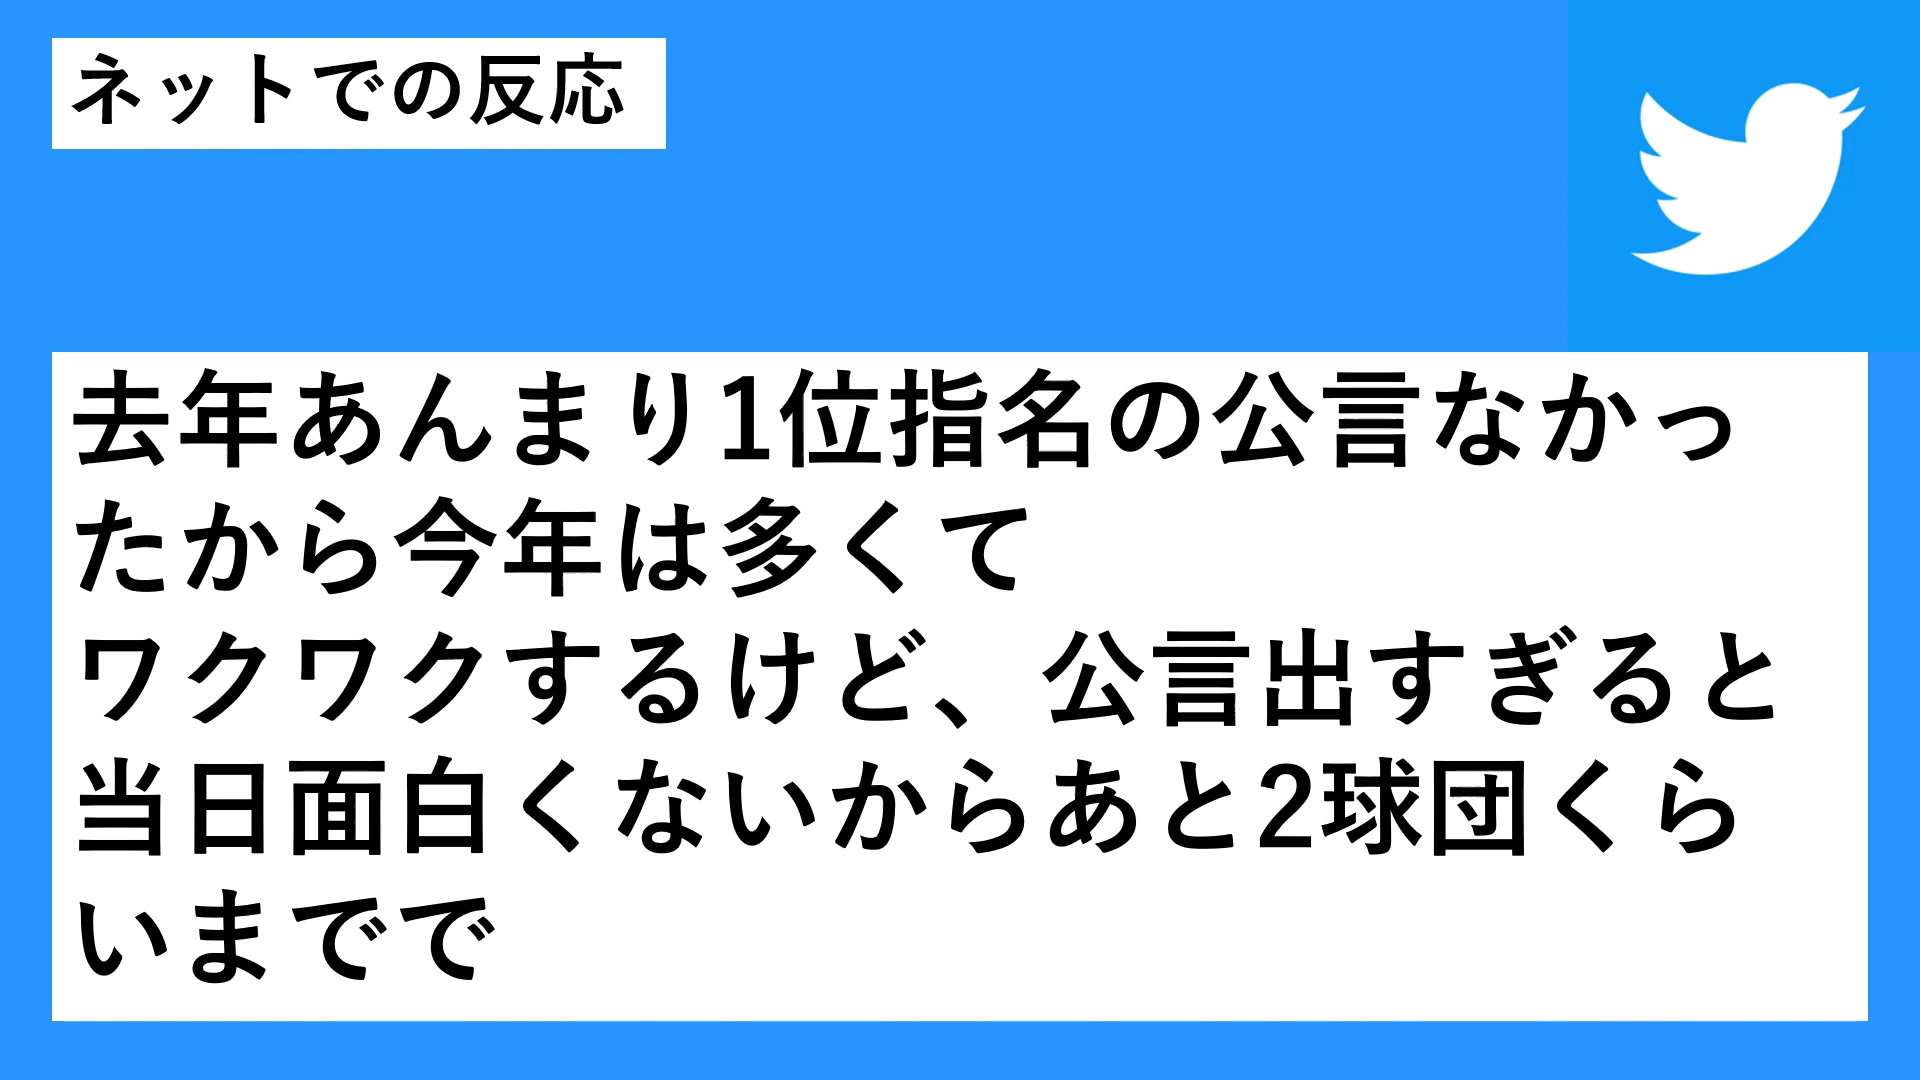 ネットでの反応
去年あんまり1位指名の公言なかっ
たから今年は多くて
ワクワクするけど、公言出すぎると
当日面白くないからあと2球団くら
いまでで